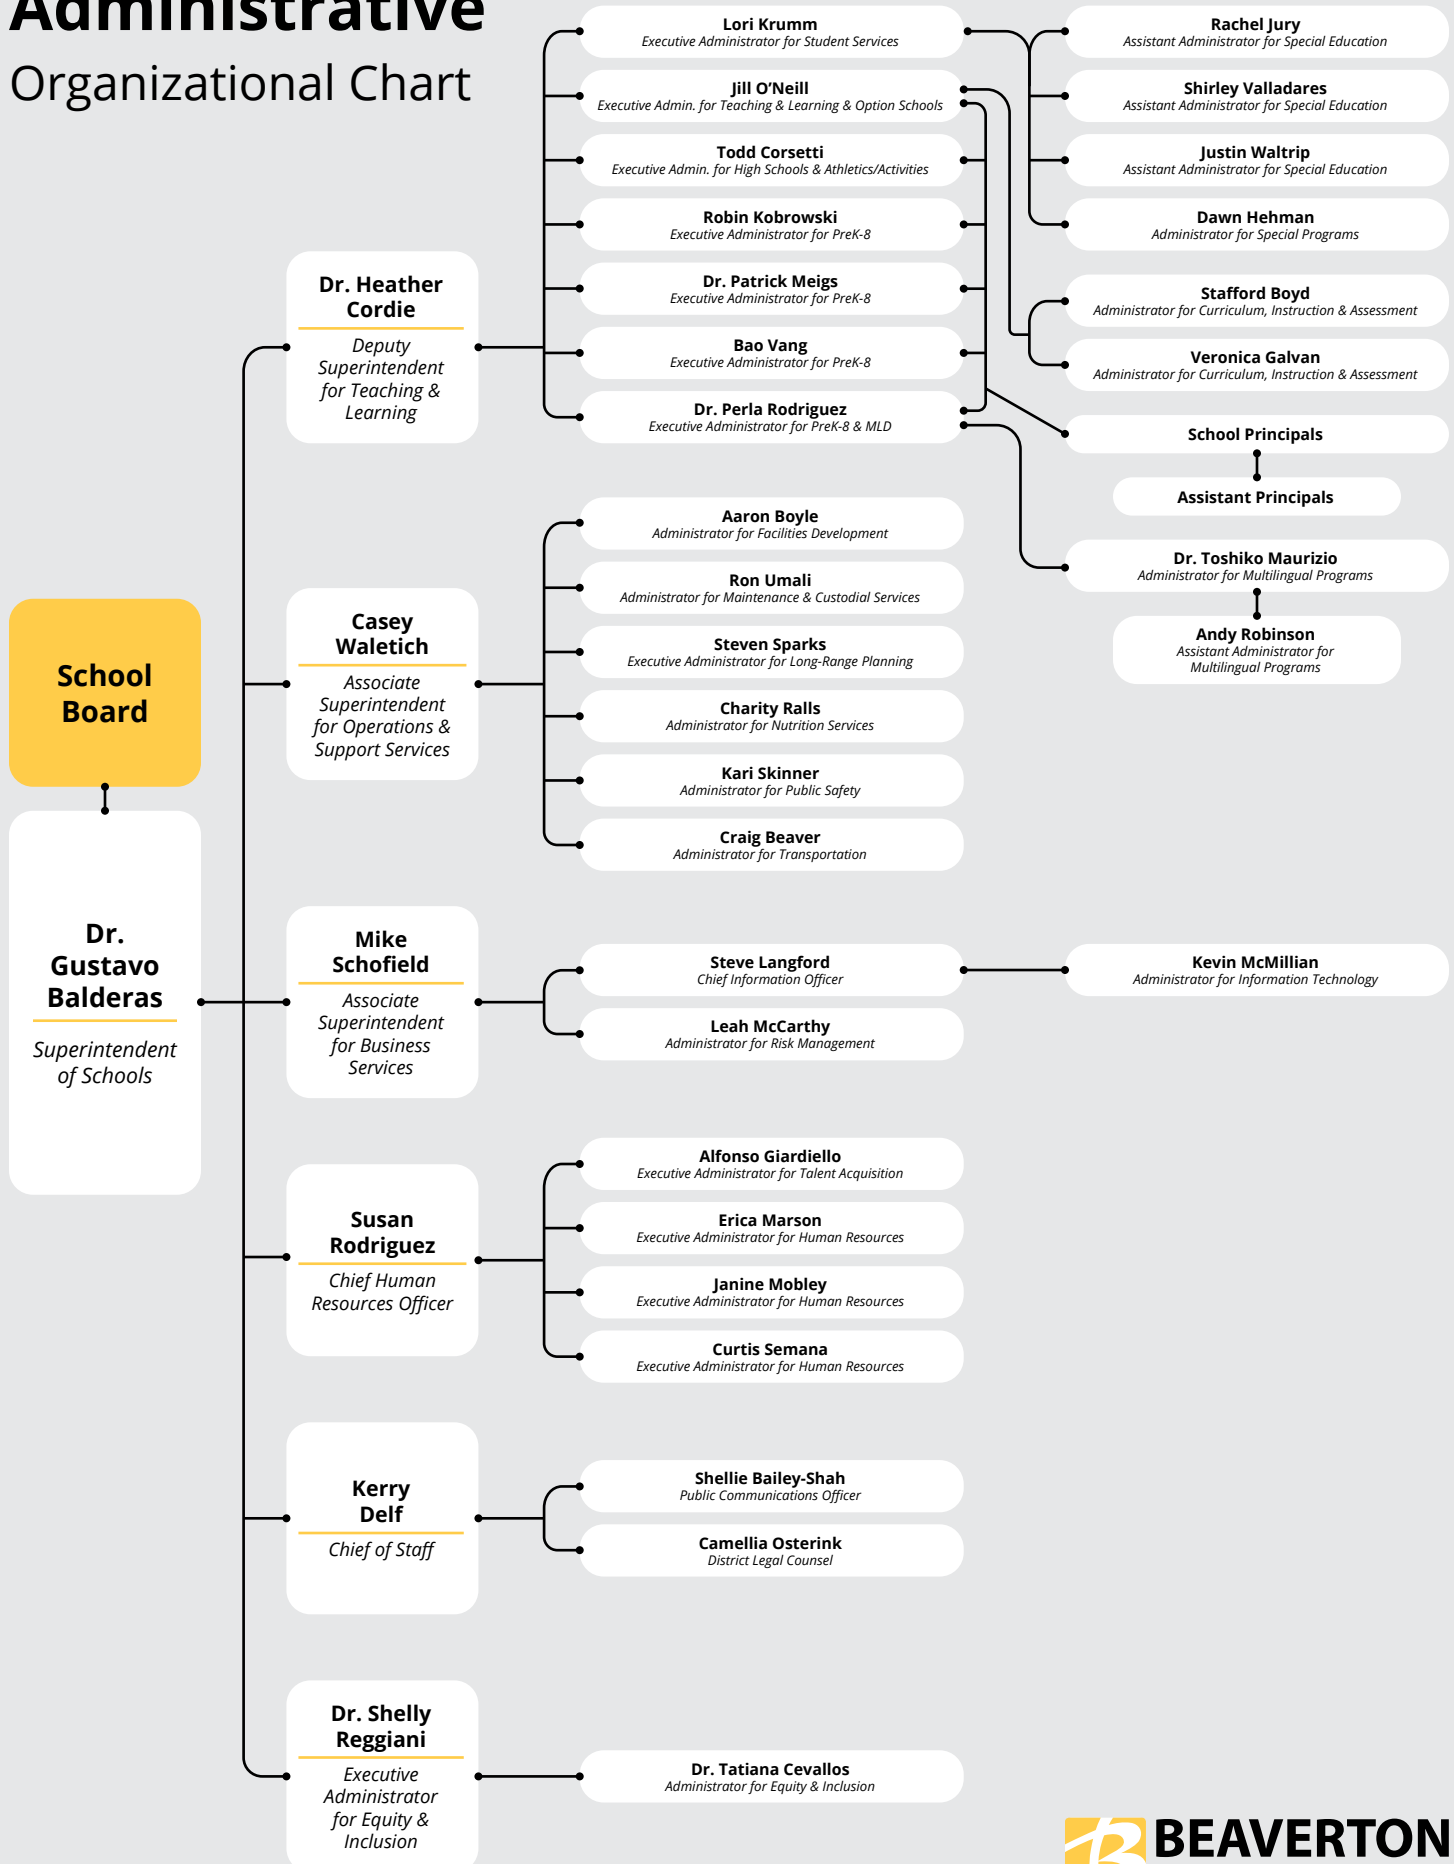 Administrative
Organizational Chart
School
Board
Dr.
Gustavo
Balderas
Superintendent
of Schools
Dr. Heather
Cordie
Deputy
Superintendent
for Teaching &
Learning
Lori Krumm
Executive Administrator for Student Services
Jill O’Neill
Executive Admin. for Teaching & Learning & Option Schools
Todd Corsetti
Executive Admin. for High Schools & Athletics/Activities
Robin Kobrowski
Executive Administrator for PreK-8
Dr. Patrick Meigs
Executive Administrator for PreK-8
Bao Vang
Executive Administrator for PreK-8
Dr. Perla Rodriguez
Executive Administrator for PreK-8 & MLD
Rachel Jury
Assistant Administrator for Special Education
Shirley Valladares
Assistant Administrator for Special Education
Justin Waltrip
Assistant Administrator for Special Education
Dawn Hehman
Administrator for Special Programs
Stafford Boyd
Administrator for Curriculum, Instruction & Assessment
Veronica Galvan
Administrator for Curriculum, Instruction & Assessment
School Principals
Assistant Principals
Dr. Toshiko Maurizio
Administrator for Multilingual Programs
Andy Robinson
Assistant Administrator for
Multilingual Programs
Casey
Waletich
Associate
Superintendent
for Operations &
Support Services
Aaron Boyle
Administrator for Facilities Development
Ron Umali
Administrator for Maintenance & Custodial Services
Steven Sparks
Executive Administrator for Long-Range Planning
Charity Ralls
Administrator for Nutrition Services
Kari Skinner
Administrator for Public Safety
Craig Beaver
Administrator for Transportation
Mike
Schofield
Associate
Superintendent
for Business
Services
Steve Langford
Chief Information Officer
Leah McCarthy
Administrator for Risk Management
Kevin McMillian
Administrator for Information Technology
Susan
Rodriguez
Chief Human
Resources Officer
Alfonso Giardiello
Executive Administrator for Talent Acquisition
Erica Marson
Executive Administrator for Human Resources
Janine Mobley
Executive Administrator for Human Resources
Curtis Semana
Executive Administrator for Human Resources
Kerry
Delf
Chief of Staff
Shellie Bailey-Shah
Public Communications Officer
Camellia Osterink
District Legal Counsel
Dr. Shelly
Reggiani
Executive
Administrator
for Equity &
Inclusion
Dr. Tatiana Cevallos
Administrator for Equity & Inclusion
BEAVERTON